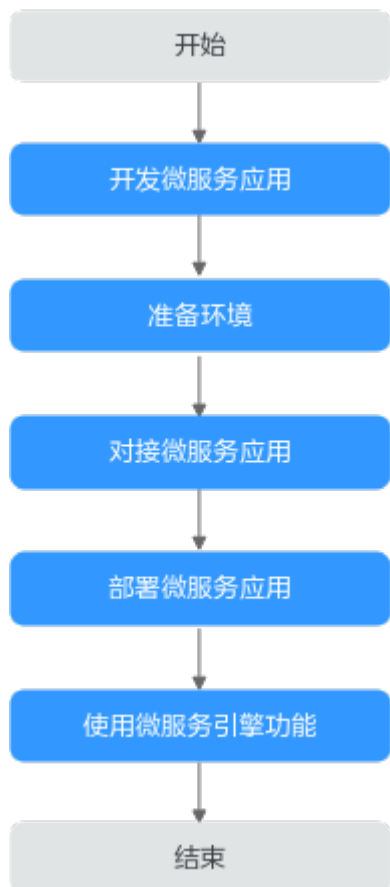 开始
开发微服务应用
准备环境
对接微服务应用
部署微服务应用
使用微服务引擎功能
结束